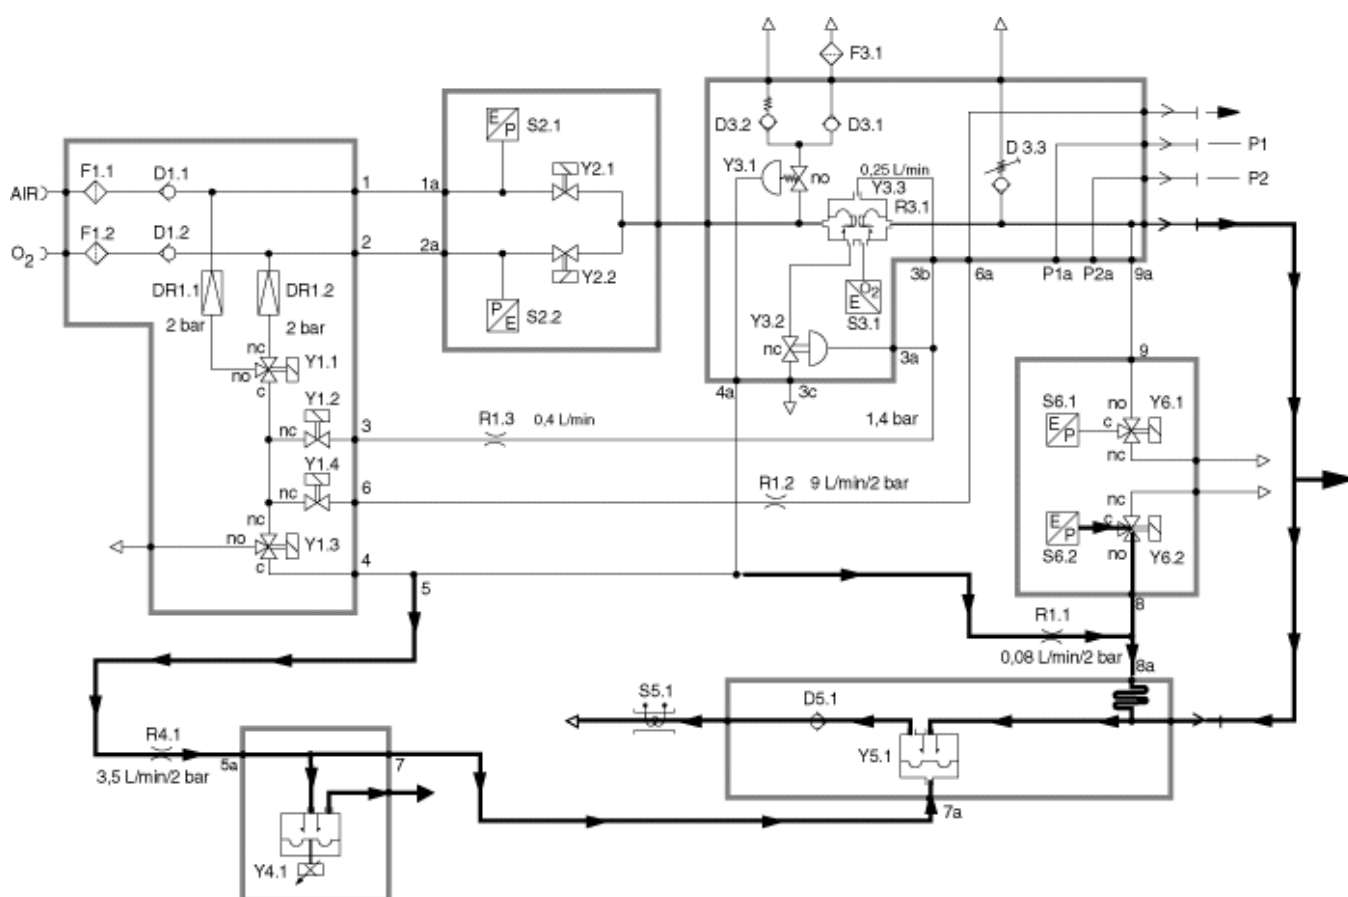 F3.1
E
P
S2.1
D3.2
D3.1
D 3.3
P1
F1.1
D1.1
Y2.1
Y3.1
no
0,25 L/min
Y3.3
P2
AIR
1
1a
R3.1
F1.2
D1.2
O2
2
2a
Y2.2
3b
6a
P1a
P2a
9a
DR1.1
DR1.2
2 bar
2 bar
P
E
S2.2
O2
E
S3.1
Y3.2
nc
3a
nc
no
Y1.1
c
4a
3c
9
Y1.2
nc
3
R1.3
0,4 L/min
1,4 bar
S6.1
E
P
no
c
Y6.1
nc
Y1.4
nc
6
R1.2
9 L/min/2 bar
nc
nc
no
Y1.3
c
4
E
P
S6.2
c
no
Y6.2
5
8
R1.1
0,08 L/min/2 bar
8a
S5.1
D5.1
R4.1
3,5 L/min/2 bar
5a
7
Y5.1
7a
Y4.1